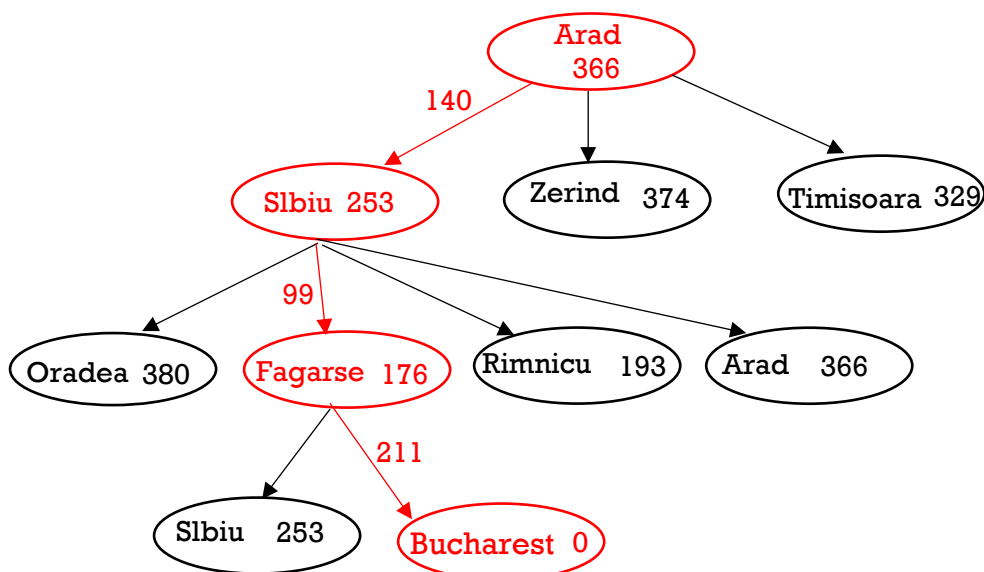 Arad
366
140
Slbiu 253
Zerind 374
Timisoara 329
99
Oradea 380
Fagarse 176
Rimnicu 193
Arad 366
211
Slbiu 253
Bucharest 0